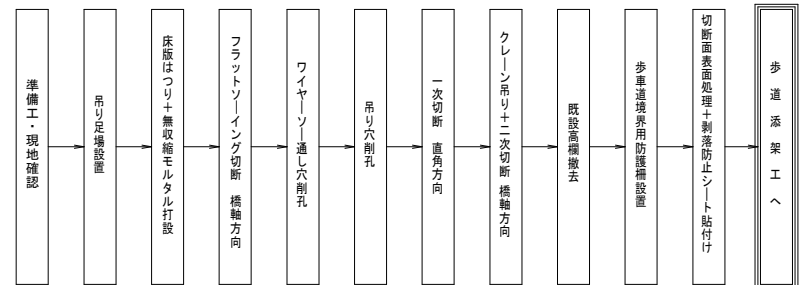 準備工・現地確認
吊り足場設置
床版はつり＋無収縮モルタル打設
フラットソーイング切断　橋軸方向
ワイヤーソー通し穴削孔
吊り穴削孔
一次切断　直角方向
クレーン吊り＋二次切断　橋軸方向
既設高欄撤去
歩車道境界用防護柵設置
切断面表面処理＋剥落防止シート貼付け
歩道添架工へ